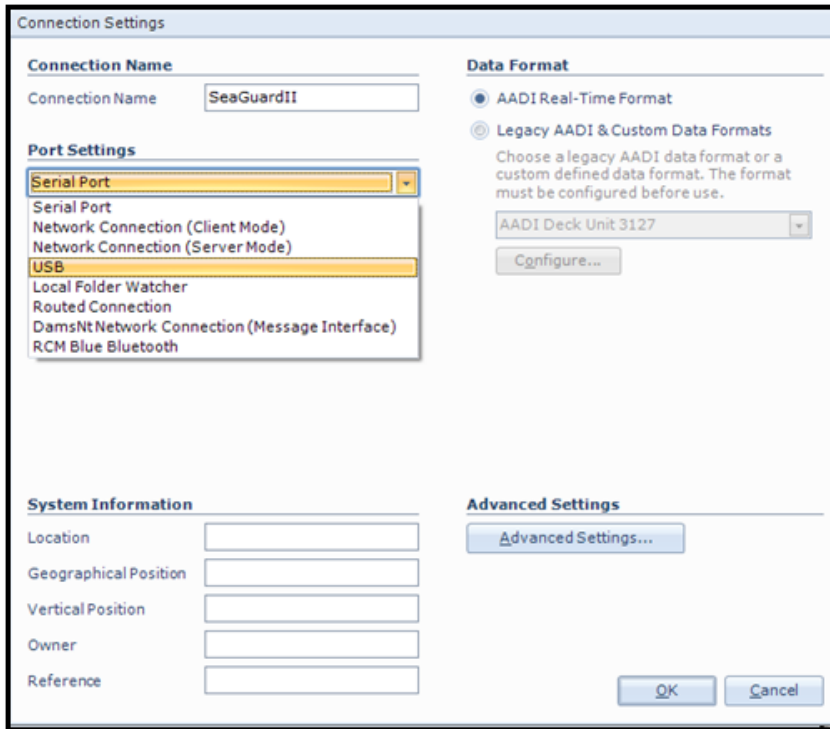 Connection Settings
Connection Name
Connection Name SeaGuardII
Port Settings
Serial Port
Serial Port
Network Connection (Client Mode)
Network Connection (Server Mode)
USB
Local Folder Watcher
Routed Connection
DamsNt Network Connection (Message Interface)
RCM Blue Bluetooth
Data Format
AADI Real-Time Format
Legacy AADI & Custom Data Formats
Choose a legacy AADI data format or a
custom defined data format. The format
must be configured before use.
AADI Deck Unit 3127
Configure...
System Information
Location
Geographical Position
Vertical Position
Owner
Reference
Advanced Settings
Advanced Settings...
OK Cancel